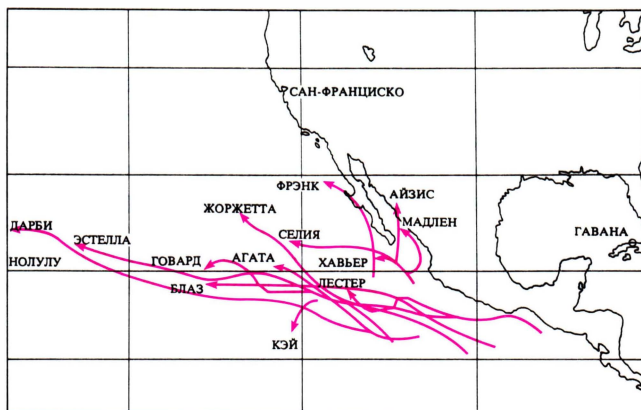 САН-ФРАНЦИСКО
ФРЭНК
АЙЗИС
ЖОРЖЕТТА
МАДЛЕН
ДАРБИ
ЭСТЕЛЛА
СЕЛИЯ
ГАВАНА
НОЛУЛУ
ГОВАРД
АГАТА
ХАВЬЕР
БЛАЗ
ЛЕСТЕР
КЭЙ